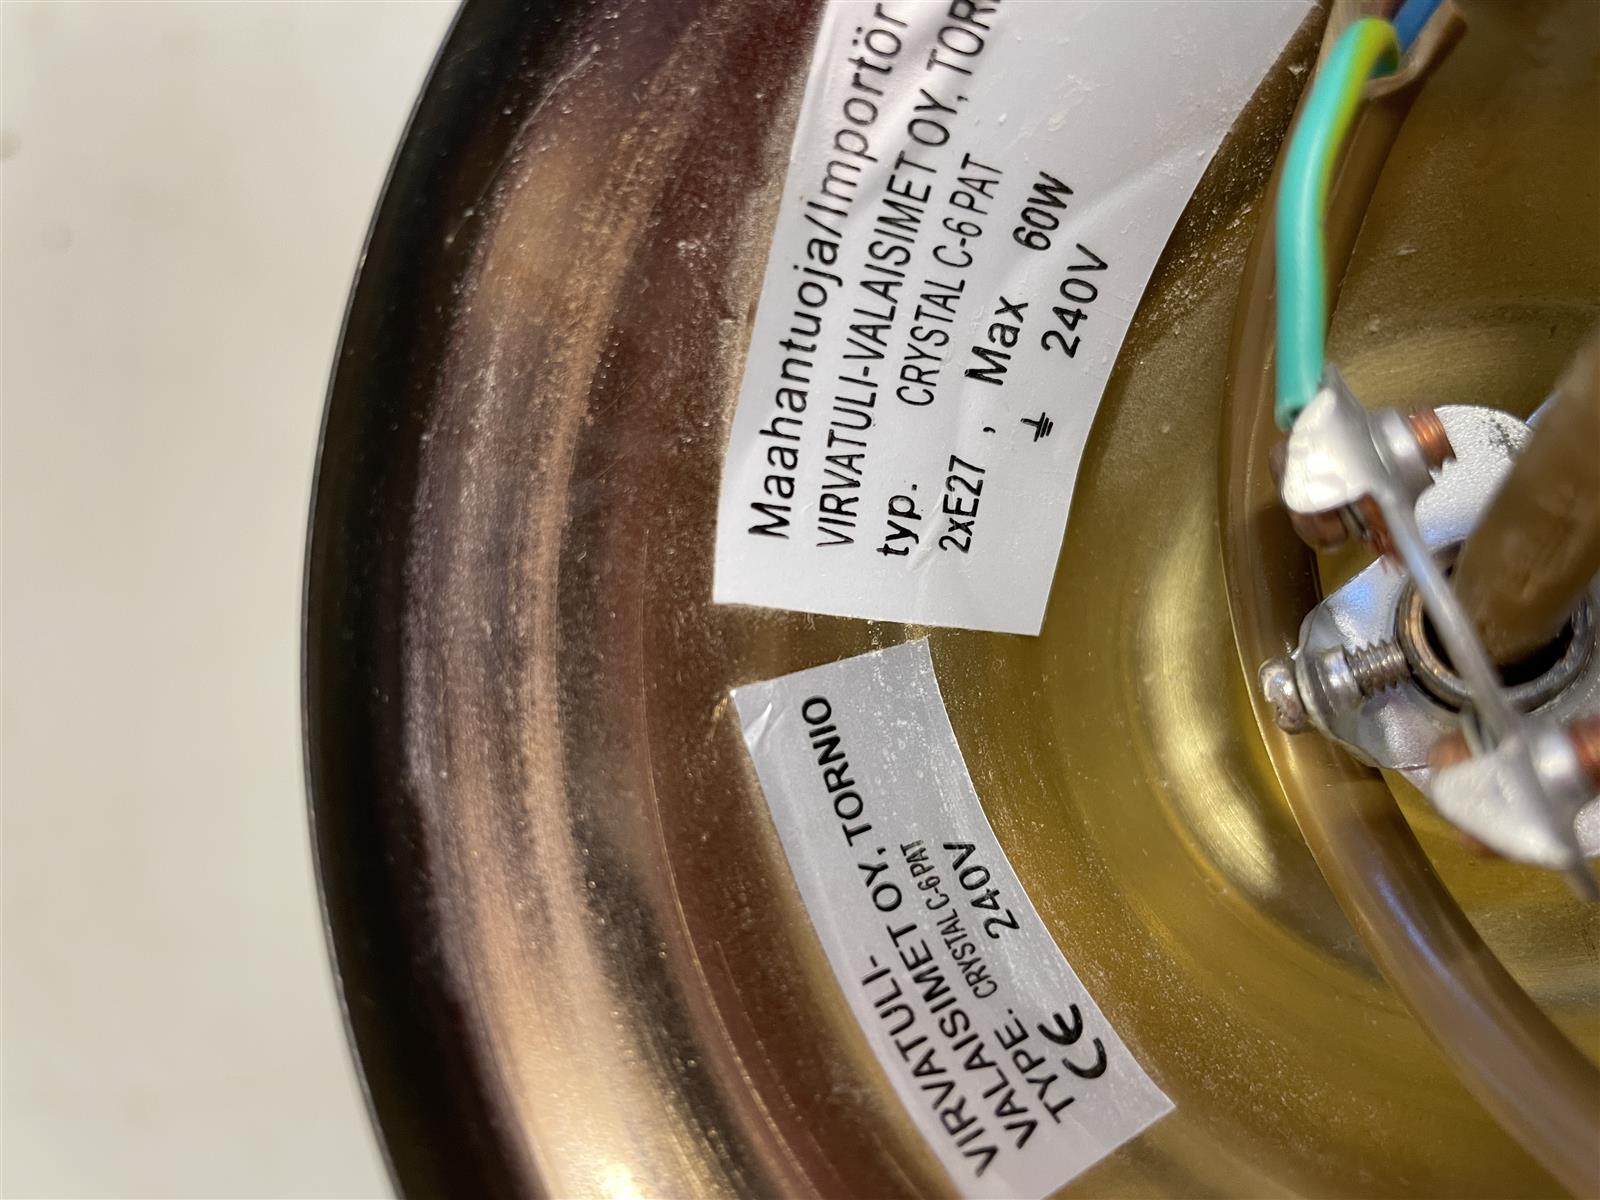 Maahantuoja/Importör
VIRVATULI-VALAISIMET OY,
typ. CRYSTAL C-6 PAT
2xE27 , Max 60W
⏚ 240V
VIRVATULI-
VALAISIMET OY, TORNIO
TYPE. CRYSTAL C-6 PAT
CE 240V